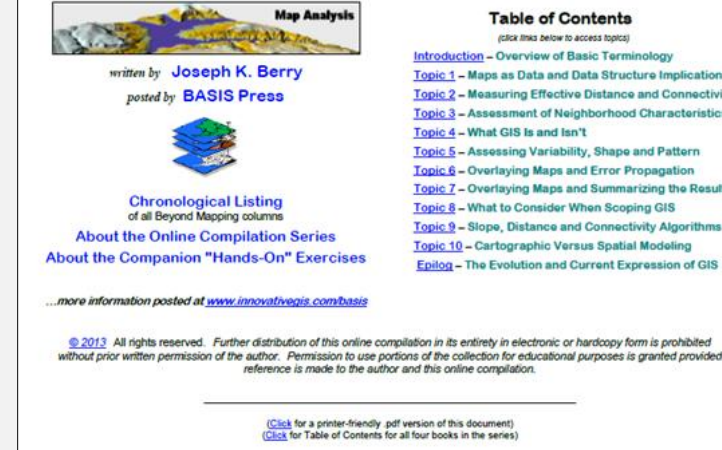 Map Analysis
written by Joseph K. Berry
posted by BASIS Press
Chronological Listing
of all Beyond Mapping columns
About the Online Compilation Series
About the Companion "Hands-On" Exercises
...more information posted at www.innovativegis.com/basis
Table of Contents
(click links below to access topics)
Introduction – Overview of Basic Terminology
Topic 1 – Maps as Data and Data Structure Implication
Topic 2 – Measuring Effective Distance and Connectivi
Topic 3 – Assessment of Neighborhood Characteristic
Topic 4 – What GIS Is and Isn't
Topic 5 – Assessing Variability, Shape and Pattern
Topic 6 – Overlaying Maps and Error Propagation
Topic 7 – Overlaying Maps and Summarizing the Resul
Topic 8 – What to Consider When Scoping GIS
Topic 9 – Slope, Distance and Connectivity Algorithms
Topic 10 – Cartographic Versus Spatial Modeling
Epilog – The Evolution and Current Expression of GIS
© 2013 All rights reserved. Further distribution of this online compilation in its entirety in electronic or hardcopy form is prohibited
without prior written permission of the author. Permission to use portions of the collection for educational purposes is granted provided
reference is made to the author and this online compilation.
(Click for a printer-friendly .pdf version of this document)
(Click for Table of Contents for all four books in the series)